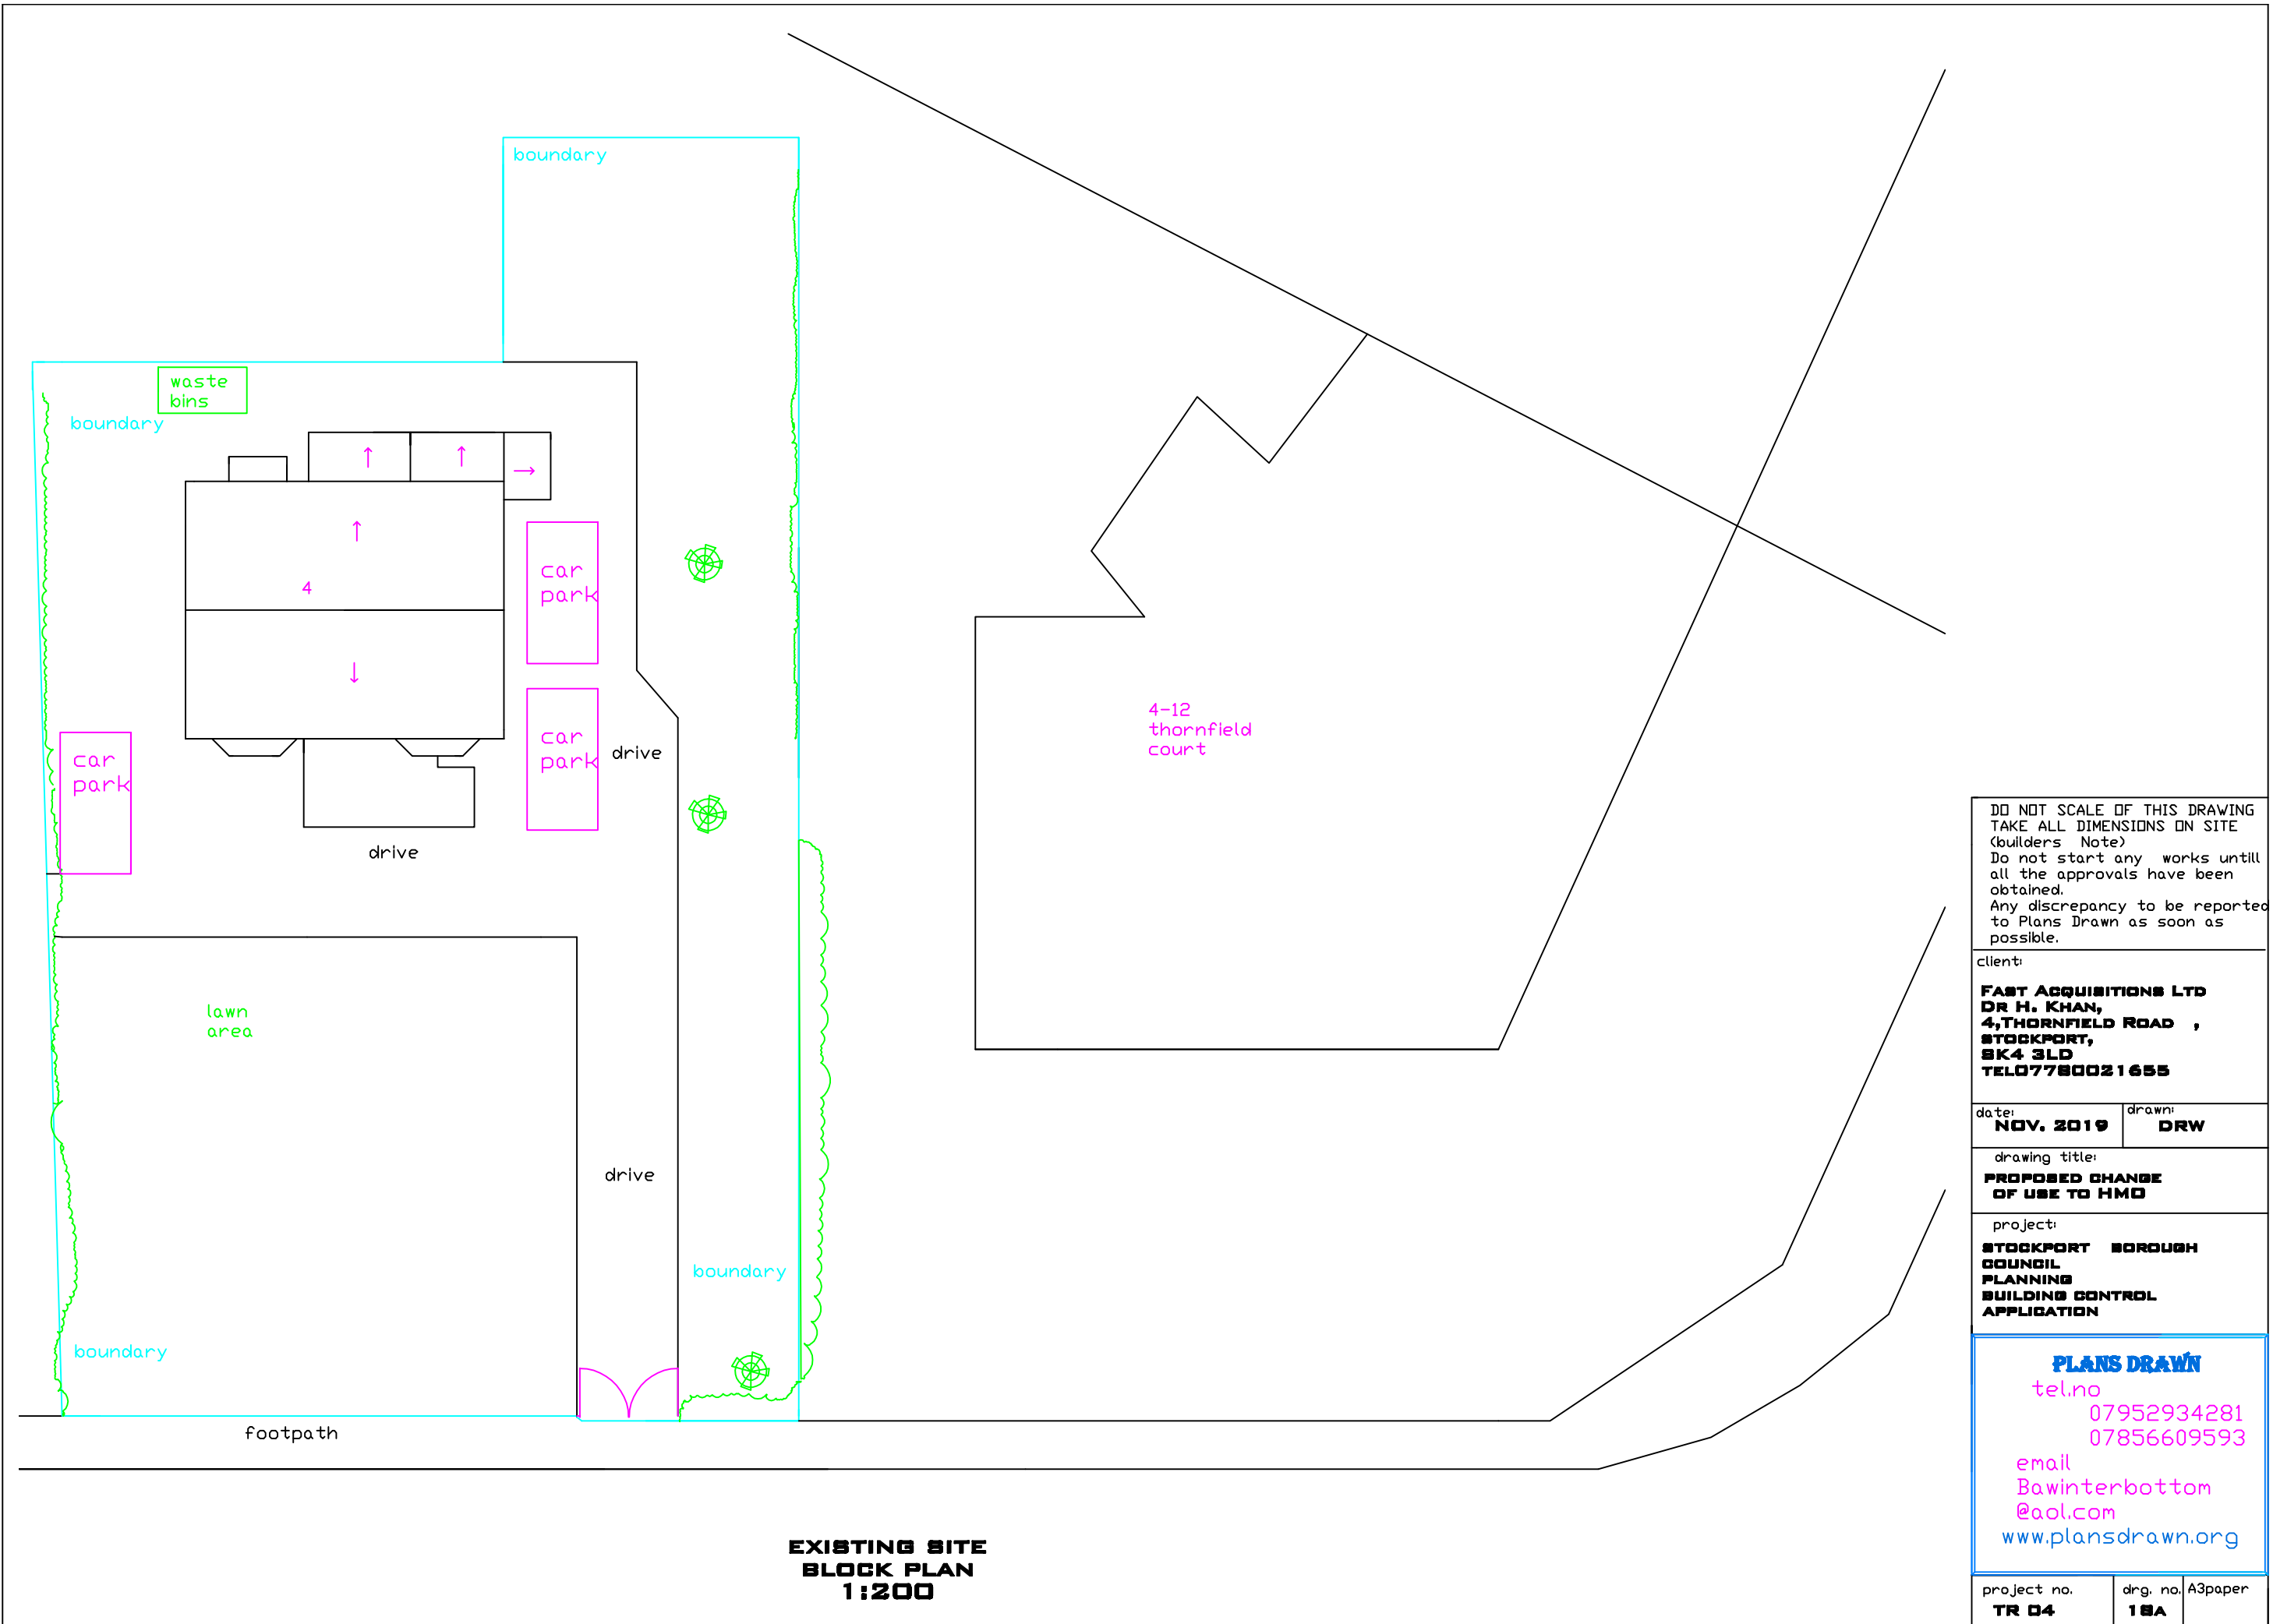 boundary
waste
bins
boundary
4
car
park
car
park
car
park
drive
drive
4-12
thornfield
court
lawn
area
drive
boundary
boundary
footpath
EXISTING SITE
BLOCK PLAN
1:200
DO NOT SCALE OF THIS DRAWING
TAKE ALL DIMENSIONS ON SITE
(builders Note)
Do not start any works untill
all the approvals have been
obtained.
Any discrepancy to be reported
to Plans Drawn as soon as
possible.
client:
FAST ACQUISITIONS LTD
DR H. KHAN,
4,THORNFIELD ROAD ,
STOCKPORT,
SK4 3LD
TEL07780021655
date:
NOV. 2019
drawn:
DRW
drawing title:
PROPOSED CHANGE
OF USE TO HMO
project:
STOCKPORT BOROUGH
COUNCIL
PLANNING
BUILDING CONTROL
APPLICATION
PLANS DRAWN
tel.no
07952934281
07856609593
email
Bawinterbottom
@aol.com
www.plansdrawn.org
project no.
TR 04
drg. no.
18A
A3paper